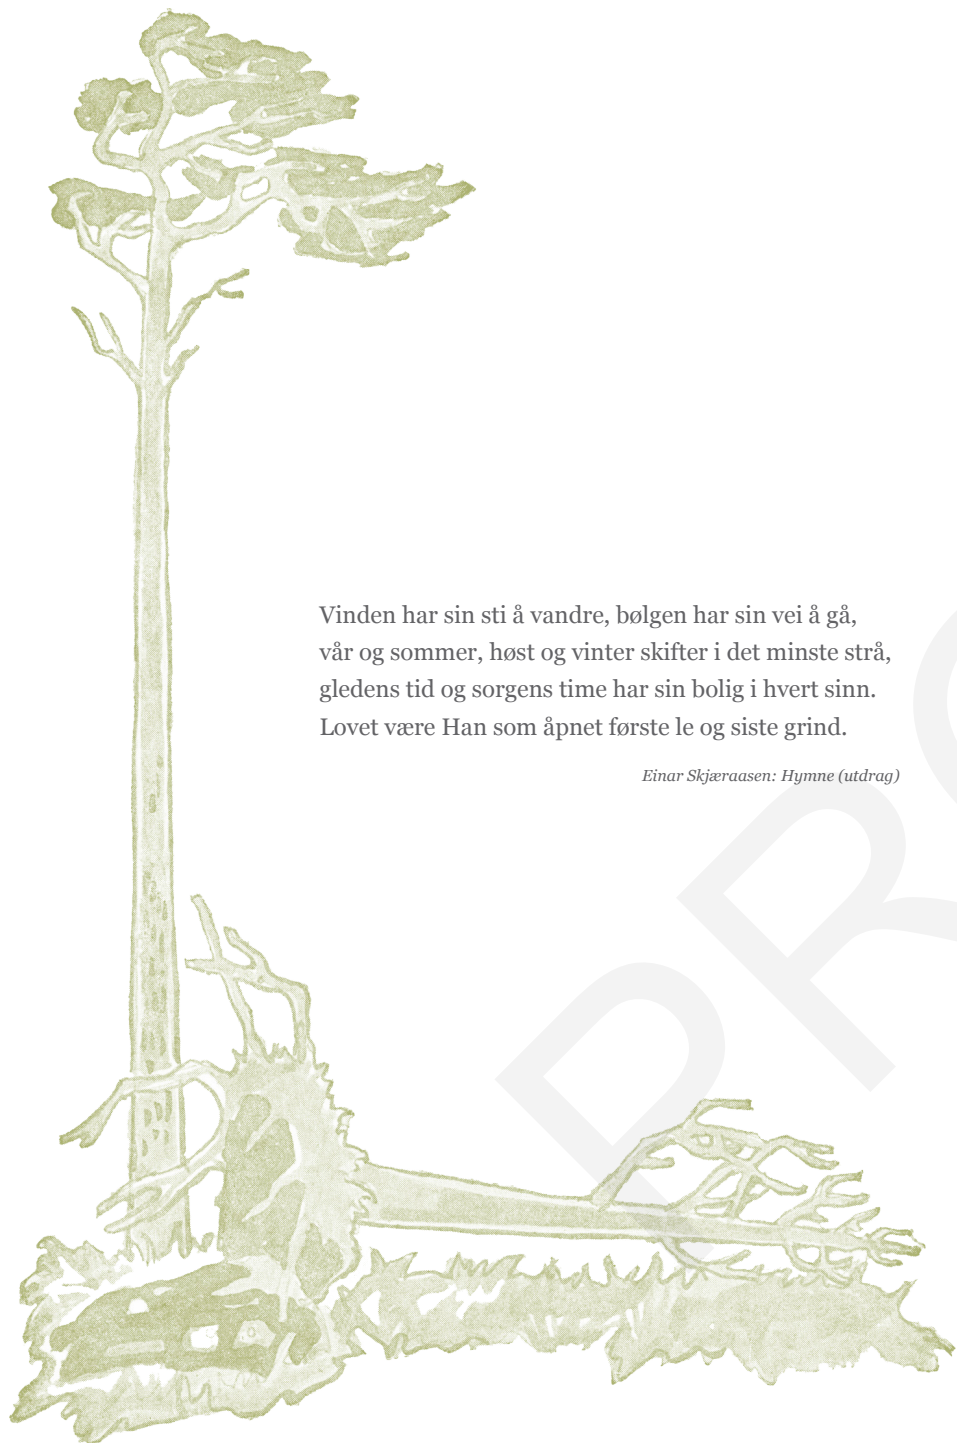 Vinden har sin sti å vandre, bølgen har sin vei å gå,
vår og sommer, høst og vinter skifter i det minste strå,
gledens tid og sorgens time har sin bolig i hvert sinn.
Lovet være Han som åpnet første le og siste grind.
Einar Skjæraasen: Hymne (utdrag)
PR